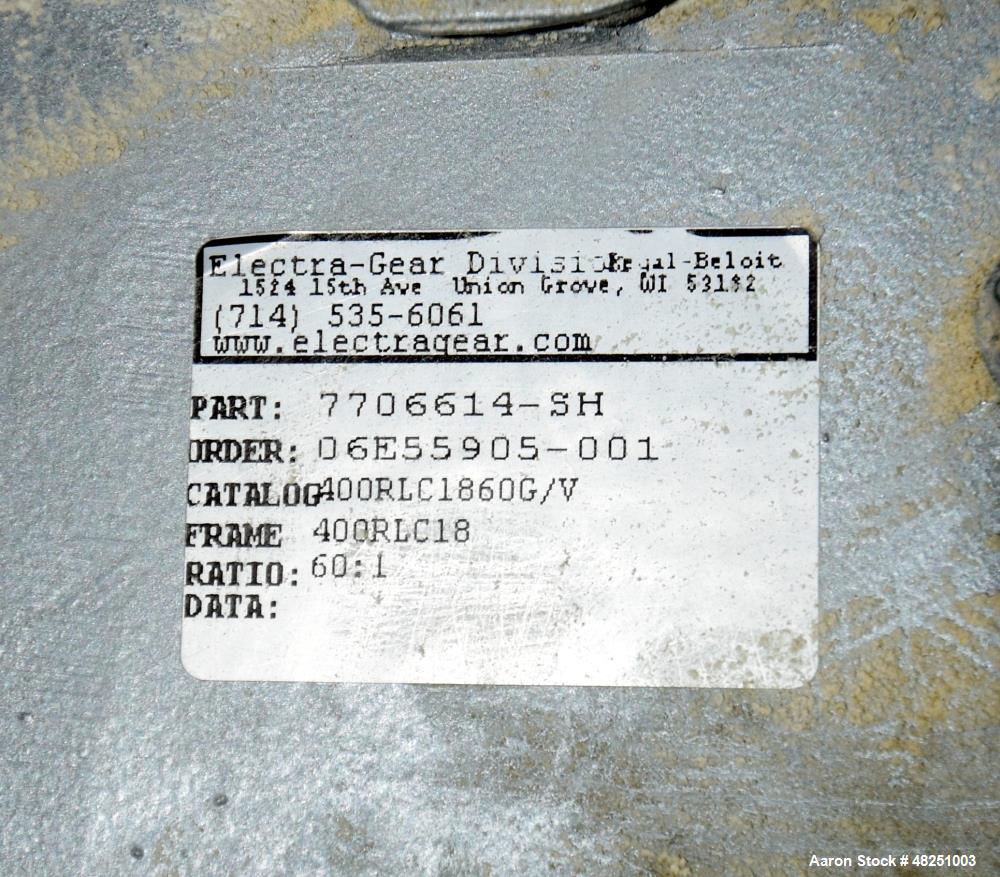 Electra-Gear Division Regal-Beloit
1524 15th Ave Union Grove, WI 53182
(714) 535-6061
www.electragear.com
PART: 7706614-SH
ORDER: 06E55905-001
CATALOG 400RLC1860G/V
FRAME 400RLC18
RATIO: 60:1
DATA:
Aaron Stock # 48251003